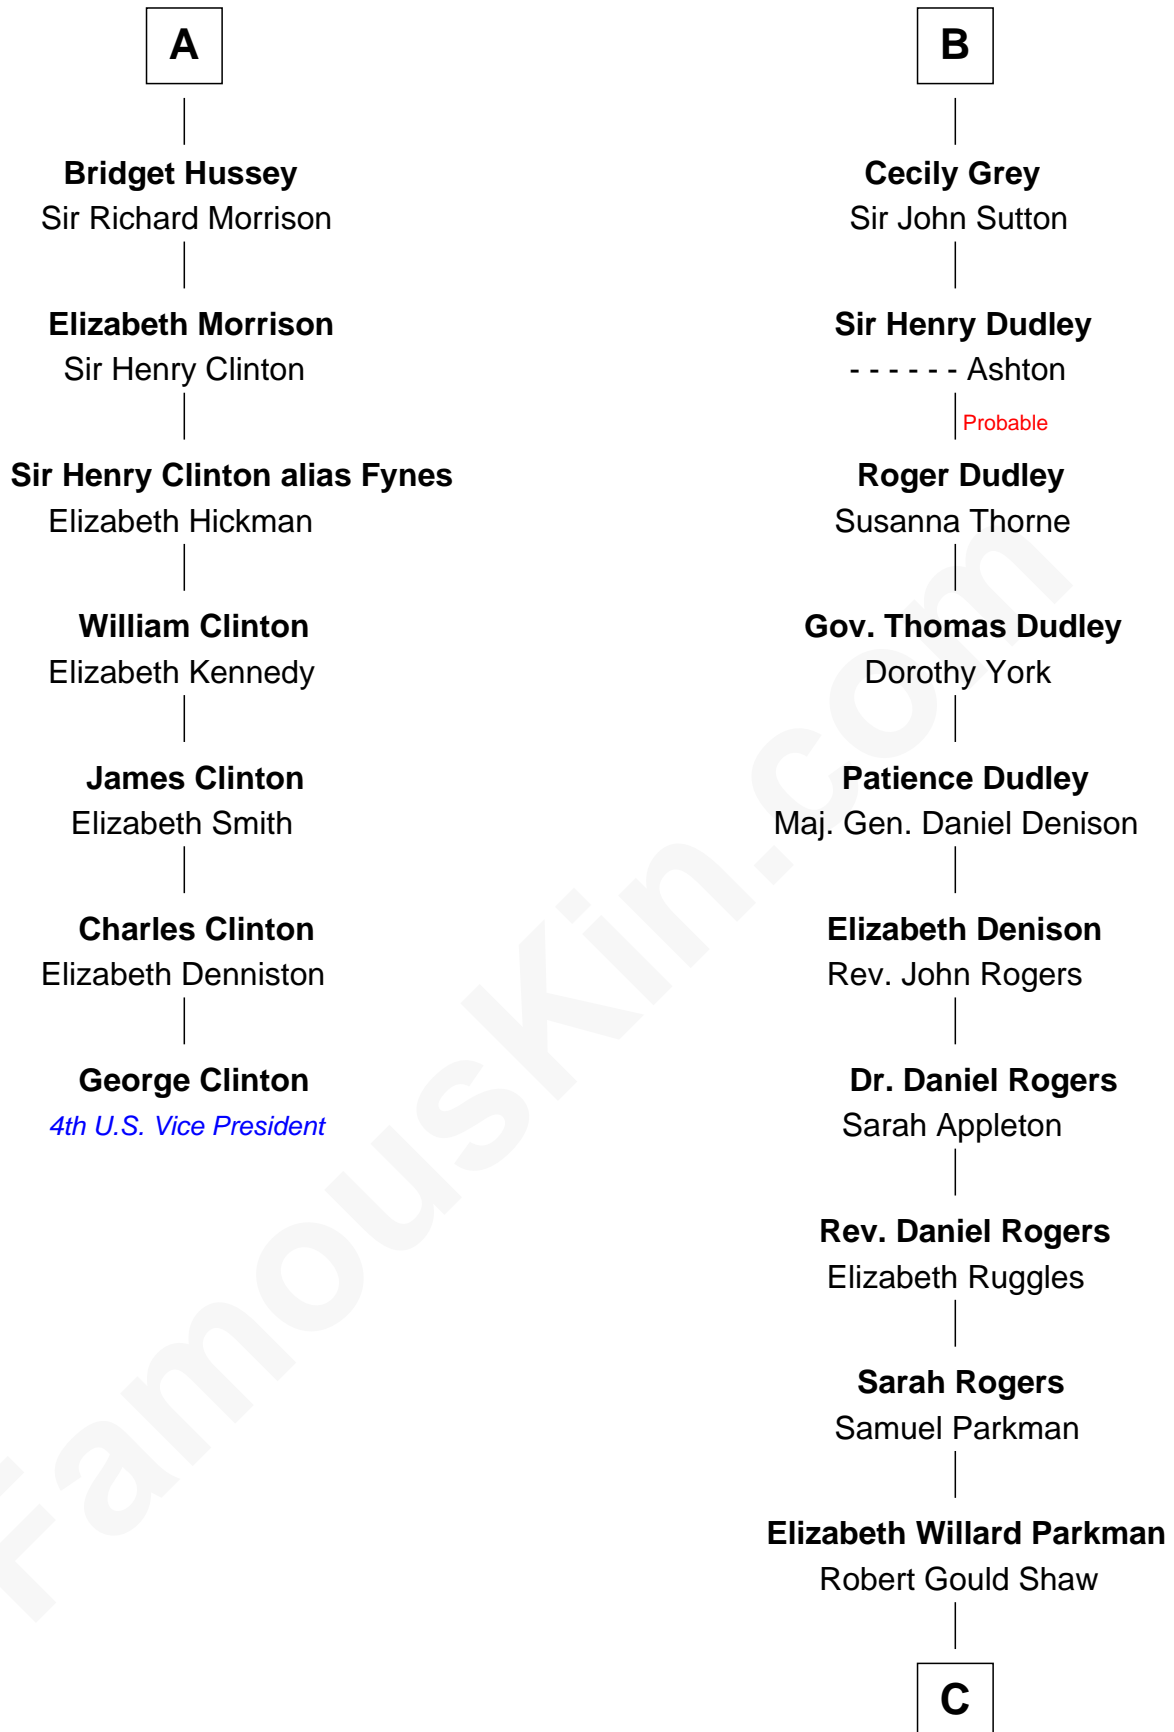 A
Bridget Hussey
Sir Richard Morrison
Elizabeth Morrison
Sir Henry Clinton
Sir Henry Clinton alias Fynes
Elizabeth Hickman
William Clinton
Elizabeth Kennedy
James Clinton
Elizabeth Smith
Charles Clinton
Elizabeth Denniston
George Clinton
4th U.S. Vice President
B
Cecily Grey
Sir John Sutton
Sir Henry Dudley
- - - - - - Ashton
Probable
Roger Dudley
Susanna Thorne
Gov. Thomas Dudley
Dorothy York
Patience Dudley
Maj. Gen. Daniel Denison
Elizabeth Denison
Rev. John Rogers
Dr. Daniel Rogers
Sarah Appleton
Rev. Daniel Rogers
Elizabeth Ruggles
Sarah Rogers
Samuel Parkman
Elizabeth Willard Parkman
Robert Gould Shaw
C
FamousKin.com